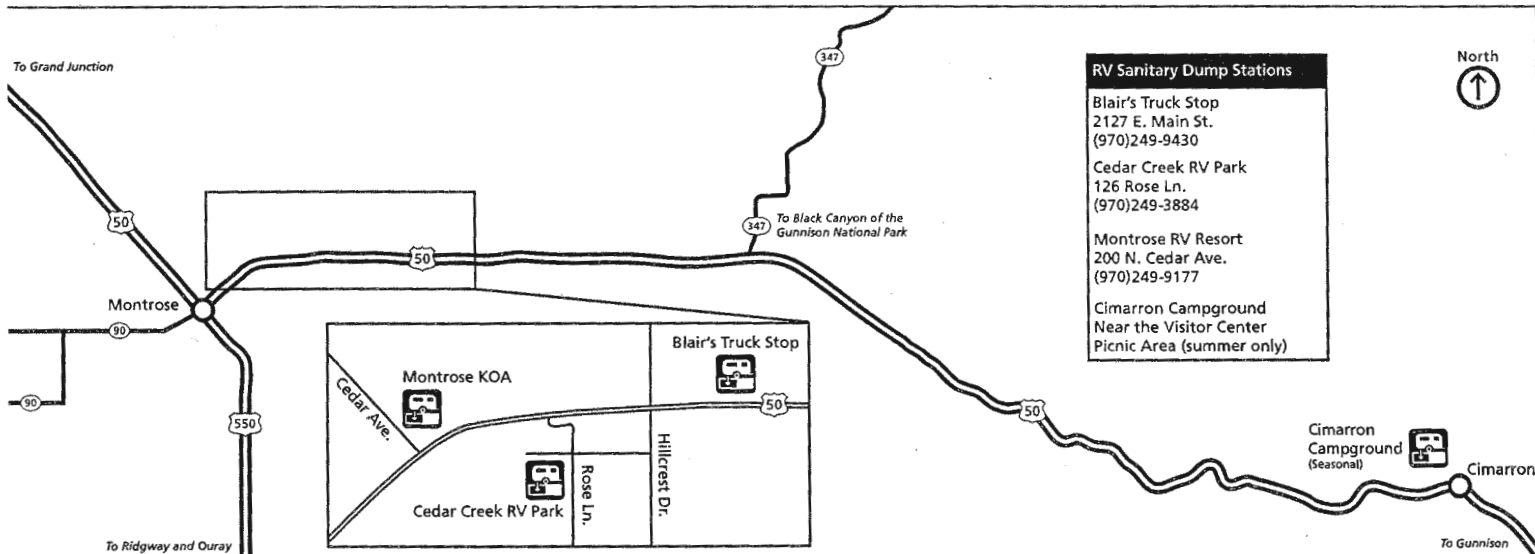 To Grand Junction
347
RV Sanitary Dump Stations
Blair's Truck Stop
2127 E. Main St.
(970)249-9430
Cedar Creek RV Park
126 Rose Ln.
(970)249-3884
Montrose RV Resort
200 N. Cedar Ave.
(970)249-9177
Cimarron Campground
Near the Visitor Center
Picnic Area (summer only)
North
50
347
To Black Canyon of the
Gunnison National Park
50
Montrose
90
90
550
To Ridgway and Ouray
Blair's Truck Stop
Montrose KOA
Cedar Ave.
50
Hillcrest Dr.
Rose Ln.
Cedar Creek RV Park
50
Cimarron
Campground
(Seasonal)
Cimarron
To Gunnison